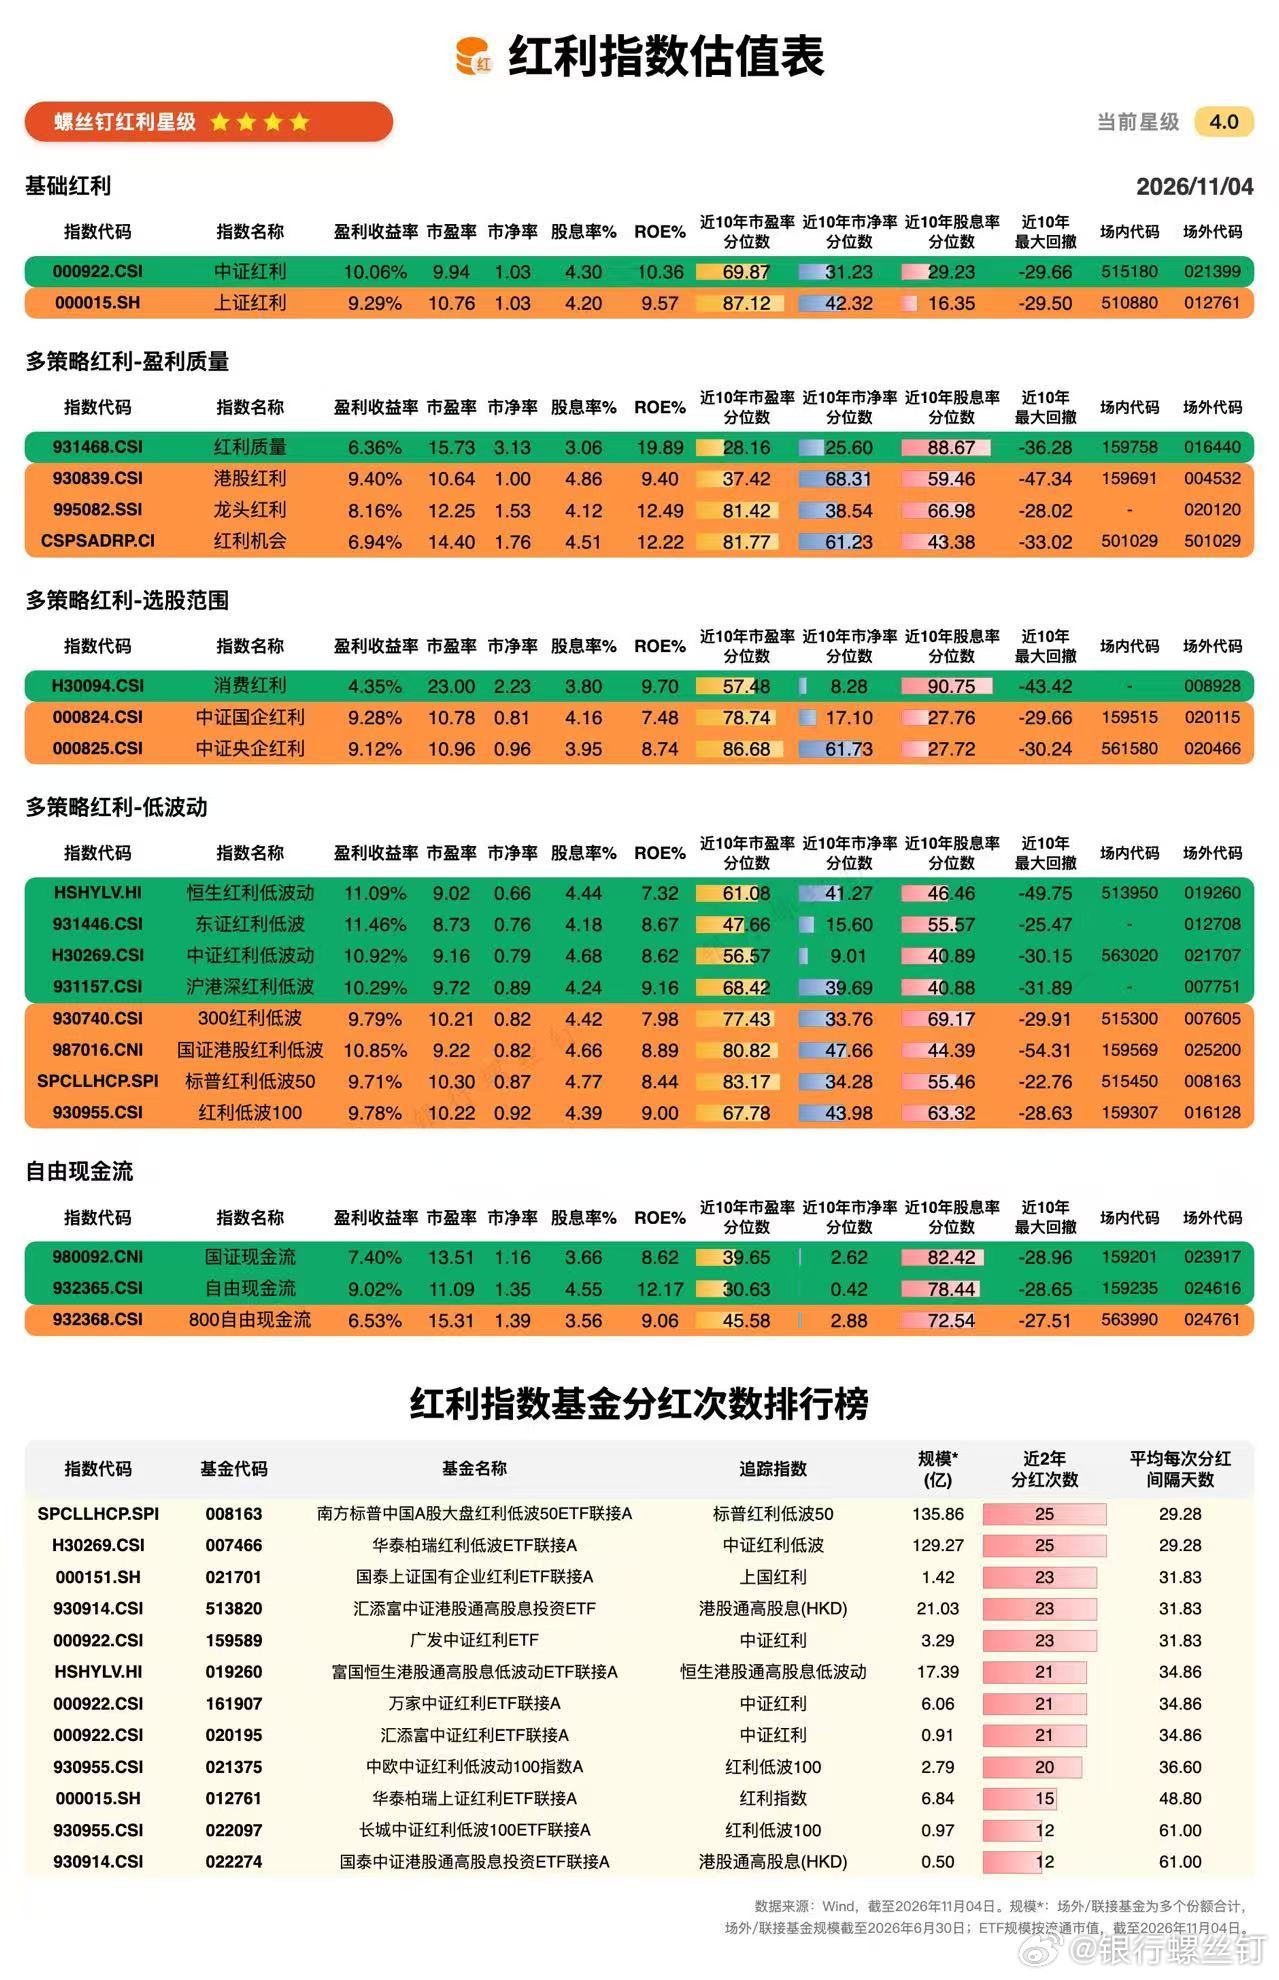 红
红利指数估值表
螺丝钉红利星级
当前星级 4.0
基础红利 2026/11/04
指数代码 指数名称 盈利收益率 市盈率 市净率 股息率% ROE% 近10年市盈率分位数 近10年市净率分位数 近10年股息率分位数 近10年最大回撤 场内代码 场外代码
000922.CSI 中证红利 10.06% 9.94 1.03 4.30 10.36 69.87 31.23 29.23 -29.66 515180 021399
000015.SH 上证红利 9.29% 10.76 1.03 4.20 9.57 87.12 42.32 16.35 -29.50 510880 012761
多策略红利-盈利质量
指数代码 指数名称 盈利收益率 市盈率 市净率 股息率% ROE% 近10年市盈率分位数 近10年市净率分位数 近10年股息率分位数 近10年最大回撤 场内代码 场外代码
931468.CSI 红利质量 6.36% 15.73 3.13 3.06 19.89 28.16 25.60 88.67 -36.28 159758 016440
930839.CSI 港股红利 9.40% 10.64 1.00 4.86 9.40 37.42 68.31 59.46 -47.34 159691 004532
995082.SSI 龙头红利 8.16% 12.25 1.53 4.12 12.49 81.42 38.54 66.98 -28.02 - 020120
CSPSADRP.CI 红利机会 6.94% 14.40 1.76 4.51 12.22 81.77 61.23 43.38 -33.02 501029 501029
多策略红利-选股范围
指数代码 指数名称 盈利收益率 市盈率 市净率 股息率% ROE% 近10年市盈率分位数 近10年市净率分位数 近10年股息率分位数 近10年最大回撤 场内代码 场外代码
H30094.CSI 消费红利 4.35% 23.00 2.23 3.80 9.70 57.48 8.28 90.75 -43.42 - 008928
000824.CSI 中证国企红利 9.28% 10.78 0.81 4.16 7.48 78.74 17.10 27.76 -29.66 159515 020115
000825.CSI 中证央企红利 9.12% 10.96 0.96 3.95 8.74 86.68 61.73 27.72 -30.24 561580 020466
多策略红利-低波动
指数代码 指数名称 盈利收益率 市盈率 市净率 股息率% ROE% 近10年市盈率分位数 近10年市净率分位数 近10年股息率分位数 近10年最大回撤 场内代码 场外代码
HSHYLV.HI 恒生红利低波动 11.09% 9.02 0.66 4.44 7.32 61.08 41.27 46.46 -49.75 513950 019260
931446.CSI 东证红利低波 11.46% 8.73 0.76 4.18 8.67 47.66 15.60 55.57 -25.47 - 012708
H30269.CSI 中证红利低波动 10.92% 9.16 0.79 4.68 8.62 56.57 9.01 40.89 -30.15 563020 021707
931157.CSI 沪港深红利低波 10.29% 9.72 0.89 4.24 9.16 68.42 39.69 40.88 -31.89 - 007751
930740.CSI 300红利低波 9.79% 10.21 0.82 4.42 7.98 77.43 33.76 69.17 -29.91 515300 007605
987016.CNI 国证港股红利低波 10.85% 9.22 0.82 4.66 8.89 80.82 47.66 44.39 -54.31 159569 025200
SPCLLHCP.SPI 标普红利低波50 9.71% 10.30 0.87 4.77 8.44 83.17 34.28 55.46 -22.76 515450 008163
930955.CSI 红利低波100 9.78% 10.22 0.92 4.39 9.00 67.78 43.98 63.32 -28.63 159307 016128
银行螺丝钉
自由现金流
指数代码 指数名称 盈利收益率 市盈率 市净率 股息率% ROE% 近10年市盈率分位数 近10年市净率分位数 近10年股息率分位数 近10年最大回撤 场内代码 场外代码
980092.CNI 国证现金流 7.40% 13.51 1.16 3.66 8.62 39.65 2.62 82.42 -28.96 159201 023917
932365.CSI 自由现金流 9.02% 11.09 1.35 4.55 12.17 30.63 0.42 78.44 -28.65 159235 024616
932368.CSI 800自由现金流 6.53% 15.31 1.39 3.56 9.06 45.58 2.88 72.54 -27.51 563990 024761
红利指数基金分红次数排行榜
指数代码 基金代码 基金名称 追踪指数 规模*(亿) 近2年分红次数 平均每次分红间隔天数
SPCLLHCP.SPI 008163 南方标普中国A股大盘红利低波50ETF联接A 标普红利低波50 135.86 25 29.28
H30269.CSI 007466 华泰柏瑞红利低波ETF联接A 中证红利低波 129.27 25 29.28
000151.SH 021701 国泰上证国有企业红利ETF联接A 上国红利 1.42 23 31.83
930914.CSI 513820 汇添富中证港股通高股息投资ETF 港股通高股息(HKD) 21.03 23 31.83
000922.CSI 159589 广发中证红利ETF 中证红利 3.29 23 31.83
HSHYLV.HI 019260 富国恒生港股通高股息低波动ETF联接A 恒生港股通高股息低波动 17.39 21 34.86
000922.CSI 161907 万家中证红利ETF联接A 中证红利 6.06 21 34.86
000922.CSI 020195 汇添富中证红利ETF联接A 中证红利 0.91 21 34.86
930955.CSI 021375 中欧中证红利低波动100指数A 红利低波100 2.79 20 36.60
000015.SH 012761 华泰柏瑞上证红利ETF联接A 红利指数 6.84 15 48.80
930955.CSI 022097 长城中证红利低波100ETF联接A 红利低波100 0.97 12 61.00
930914.CSI 022274 国泰中证港股通高股息投资ETF联接A 港股通高股息(HKD) 0.50 12 61.00
数据来源：Wind，截至2026年11月04日。规模*：场外/联接基金为多个份额合计，
场外/联接基金规模截至2026年6月30日；ETF规模按流通市值，截至2026年11月04日。
@银行螺丝钉